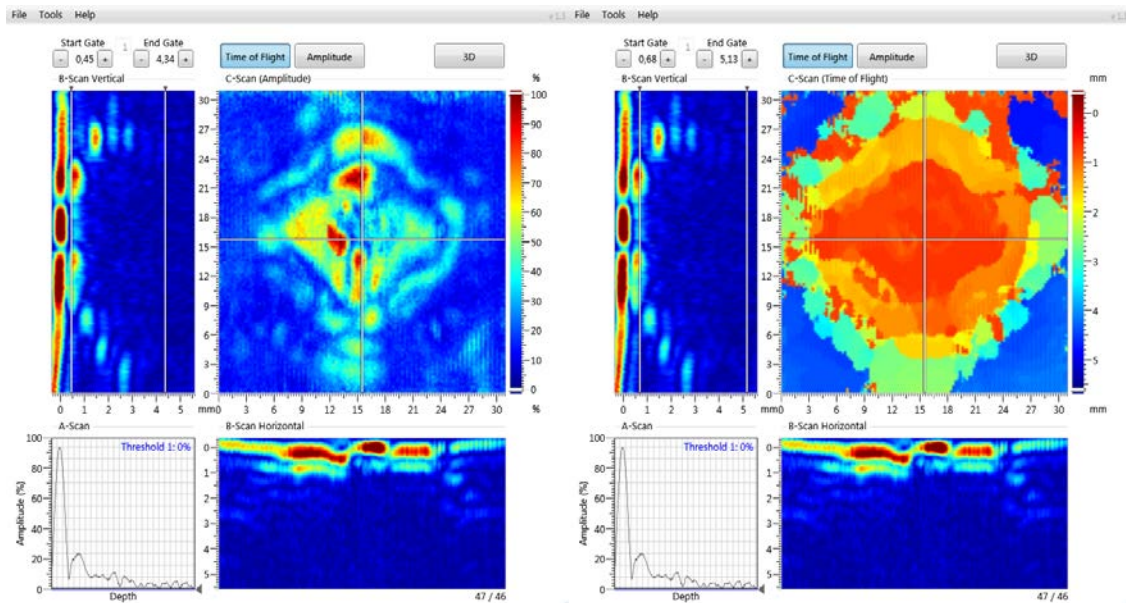 File Tools Help v 1.3
Start Gate 1 End Gate
- 0,45 + - 4,34 +
Time of Flight Amplitude 3D
B-Scan Vertical C-Scan (Amplitude) %
30 27 24 21 18 15 12 9 6 3 0
100 90 80 70 60 50 40 30 20 10 0
0 1 2 3 4 5 mm 0 3 6 9 12 15 18 21 24 27 30 %
A-Scan B-Scan Horizontal
Threshold 1: 0%
Amplitude (%)
100 80 60 40 20 0
0 1 2 3 4 5
Depth 47 / 46
File Tools Help v 1.3
Start Gate 1 End Gate
- 0,68 + - 5,13 +
Time of Flight Amplitude 3D
B-Scan Vertical C-Scan (Time of Flight) mm
30 27 24 21 18 15 12 9 6 3 0
0 1 2 3 4 5
0 1 2 3 4 5 mm 0 3 6 9 12 15 18 21 24 27 30 mm
A-Scan B-Scan Horizontal
Threshold 1: 0%
Amplitude (%)
100 80 60 40 20 0
0 1 2 3 4 5
Depth 47 / 46